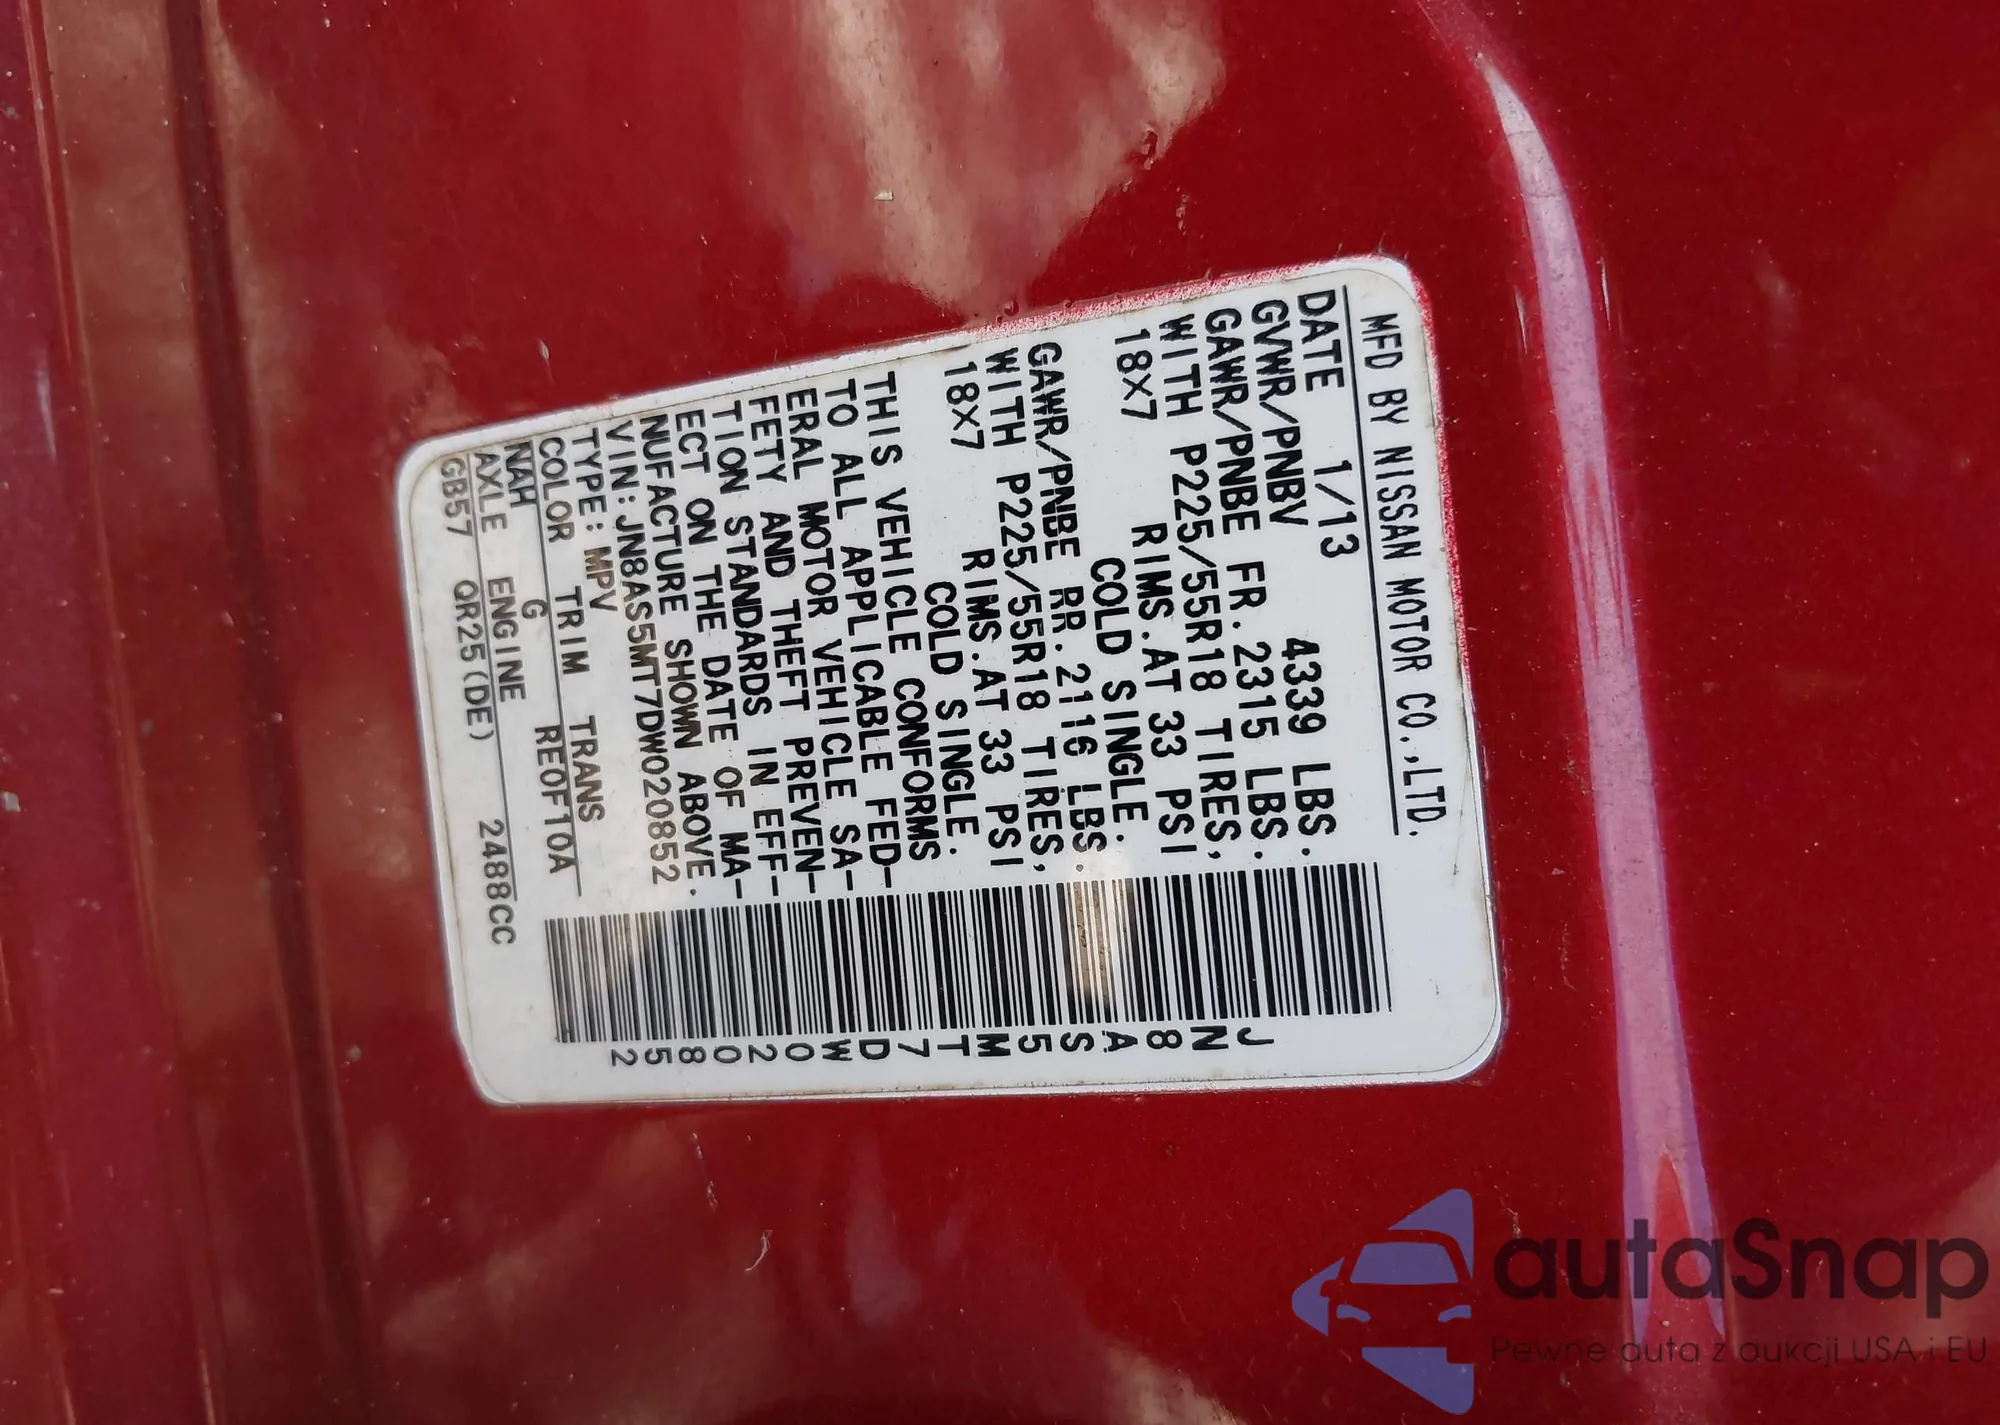 MFD BY NISSAN MOTOR CO.,LTD.
DATE 1/13
GVWR/PNBV 4339 LBS.
GAWR/PNBE FR.2315 LBS.
WITH P225/55R18 TIRES,
18X7 RIMS.AT 33 PSI
COLD SINGLE.
GAWR/PNBE RR.2116 LBS.
WITH P225/55R18 TIRES,
18X7 RIMS.AT 33 PSI
COLD SINGLE.
THIS VEHICLE CONFORMS
TO ALL APPLICABLE FED-
ERAL MOTOR VEHICLE SA-
FETY AND THEFT PREVEN-
TION STANDARDS IN EFF-
ECT ON THE DATE OF MA-
NUFACTURE SHOWN ABOVE.
VIN:JN8AS5MT7DW020852
TYPE:MPV
COLOR TRIM TRANS
NAH G RE0F10A
AXLE ENGINE
GB57 QR25(DE) 2488CC
JN8AS5MT7DW020852
autaSnap
Pewne auta z aukcji USA i EU